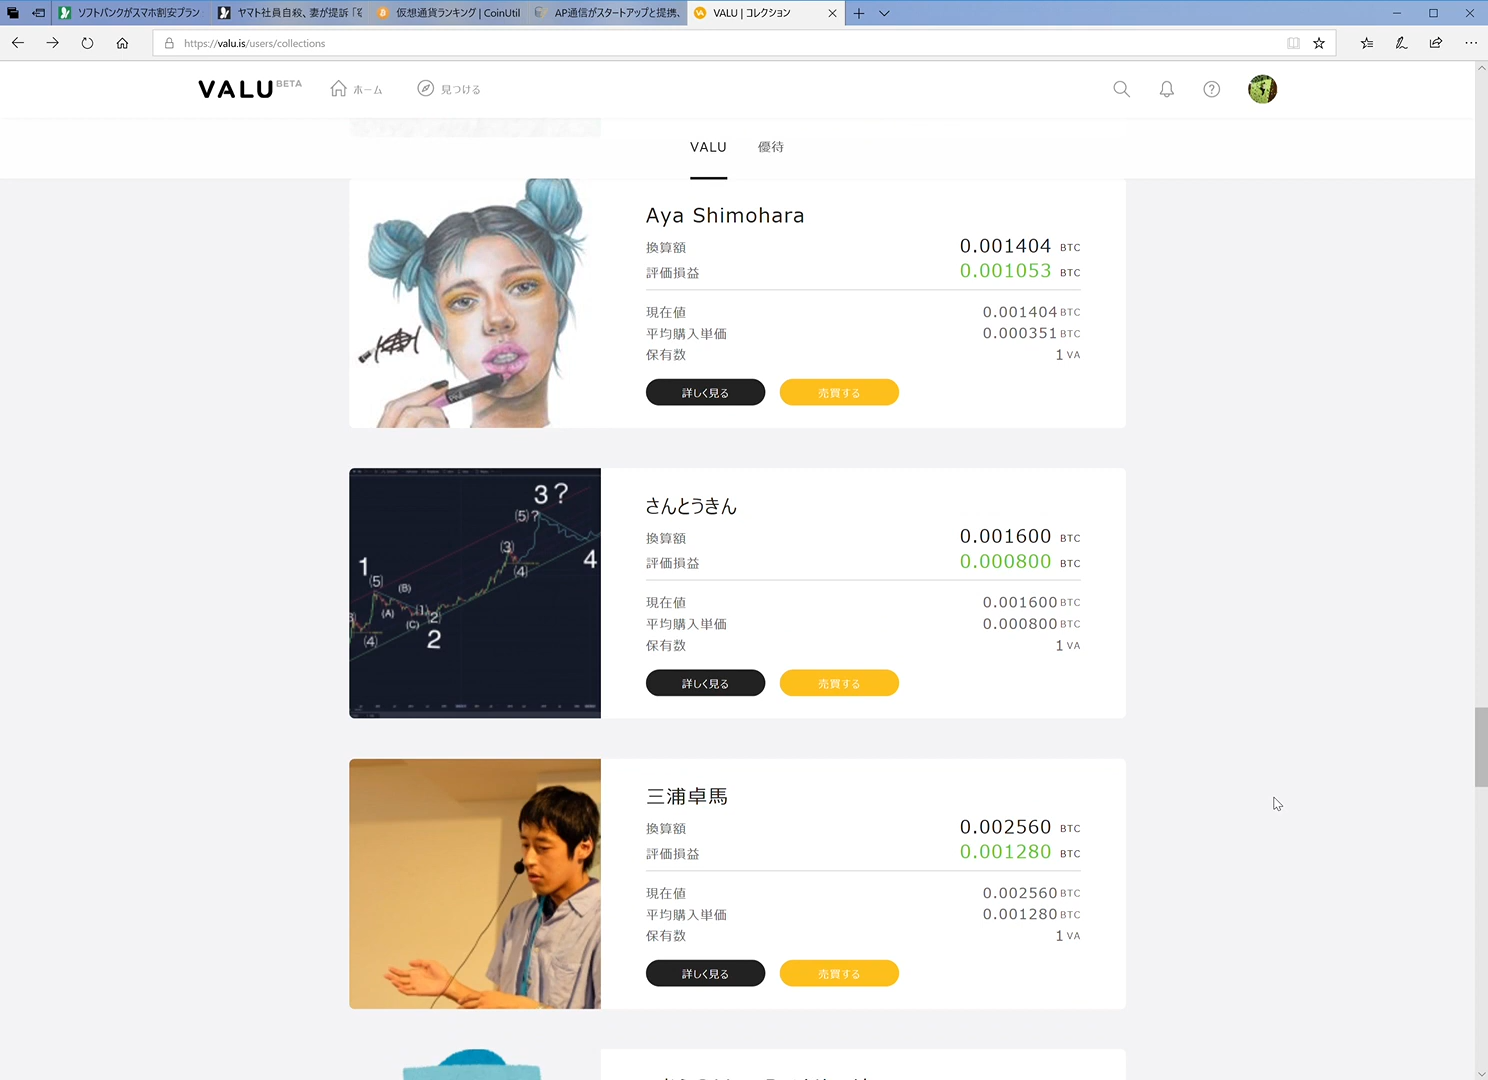 ソフトバンクがスマホ割安プラン
ヤマト社員自殺、妻が提訴
仮想通貨ランキング | CoinUtil
AP通信がスタートアップと提携、
VALU | コレクション
https://valu.is/users/collections
VALU BETA
ホーム
見つける
VALU
優待
Aya Shimohara
換算額 0.001404 BTC
評価損益 0.001053 BTC
現在値 0.001404 BTC
平均購入単価 0.000351 BTC
保有数 1 VA
詳しく見る
売買する
3?
(5)?
(3)
(4)
4
1
(5)
(B)
(A)
(1)
(2)
(C)
(4)
2
さんとうきん
換算額 0.001600 BTC
評価損益 0.000800 BTC
現在値 0.001600 BTC
平均購入単価 0.000800 BTC
保有数 1 VA
詳しく見る
売買する
三浦卓馬
換算額 0.002560 BTC
評価損益 0.001280 BTC
現在値 0.002560 BTC
平均購入単価 0.001280 BTC
保有数 1 VA
詳しく見る
売買する